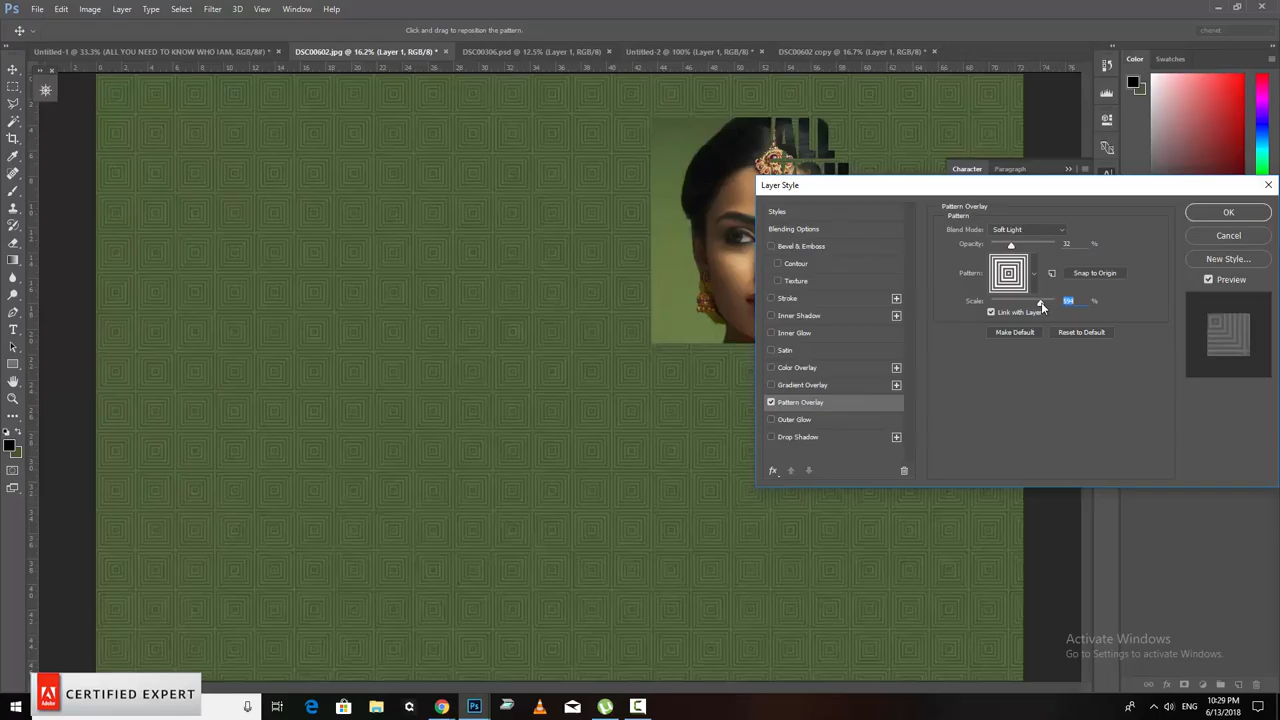 Ps File Edit Image Layer Type Select Filter 3D View Window Help
Click and drag to reposition the pattern.
Untitled-1 @ 33.3% (ALL YOU NEED TO KNOW WHO IAM, RGB/8#) * × DSC00602.jpg @ 16.2% (Layer 1, RGB/8) * × DSC00306.psd @ 12.5% (Layer 1, RGB/8) × Untitled-2 @ 100% (Layer 1, RGB/8) * × DSC00602 copy @ 16.7% (Layer 1, RGB/8) * ×
Color Swatches
ALL
Character Paragraph
Layer Style
Styles
Blending Options
Bevel & Emboss
Contour
Texture
Stroke
Inner Shadow
Inner Glow
Satin
Color Overlay
Gradient Overlay
Pattern Overlay
Outer Glow
Drop Shadow
fx
Pattern Overlay
Pattern
Blend Mode: Soft Light
Opacity: 32 %
Pattern: Snap to Origin
Scale: 594 %
Link with Layer
Make Default Reset to Default
OK
Cancel
New Style...
Preview
Activate Windows
Go to Settings to activate Windows.
Adobe CERTIFIED EXPERT
Ps
ENG
10:29 PM
6/13/2018